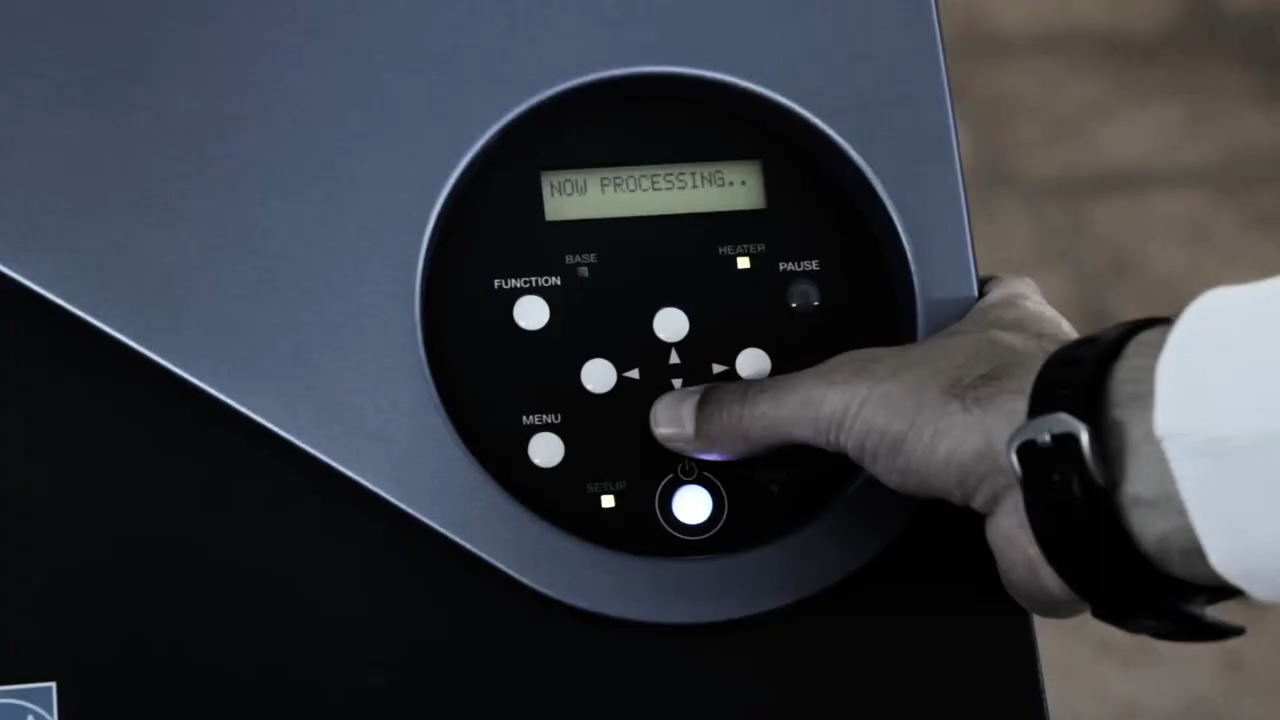 NOW PROCESSING..
BASE
HEATER
FUNCTION
PAUSE
MENU
SETUP